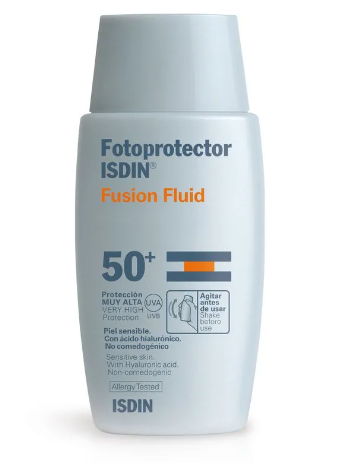 Fotoprotector
ISDIN®
Fusion Fluid
50+
Protección
MUY ALTA
VERY HIGH
Protection
UVA
UVB
Agitar
antes
de usar
Shake
before
use
Piel sensible.
Con ácido hialurónico.
No comedogénico
Sensitive skin.
With Hyaluronic acid.
Non-comedogenic
Allergy Tested
ISDIN